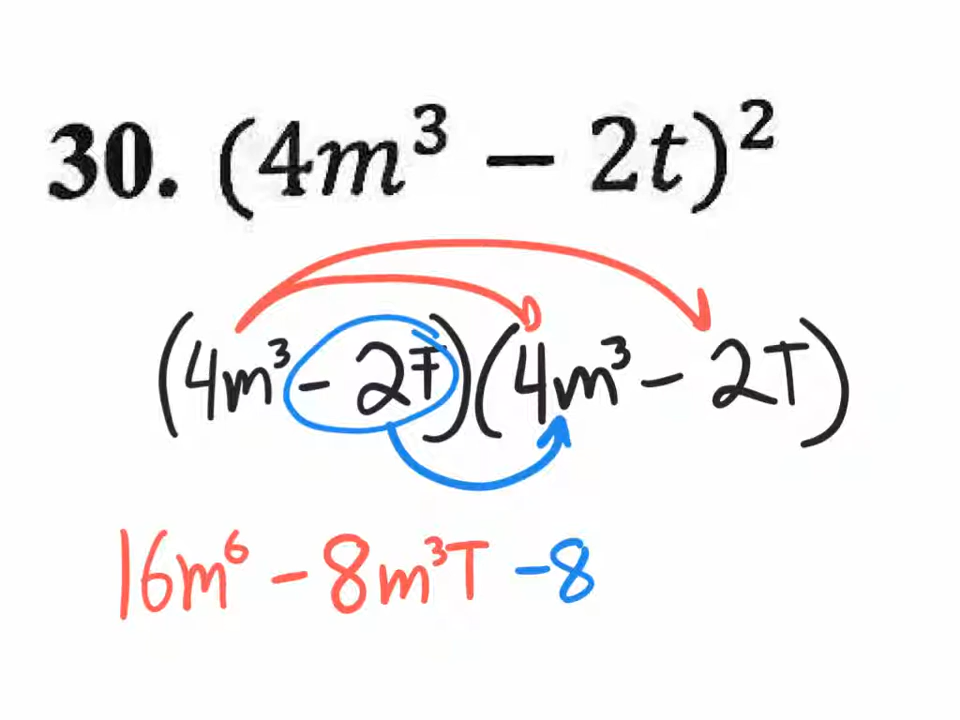 30. (4m³ − 2t)²
(4m³ − 2T)(4m³ − 2T)
16m⁶ − 8m³T −8